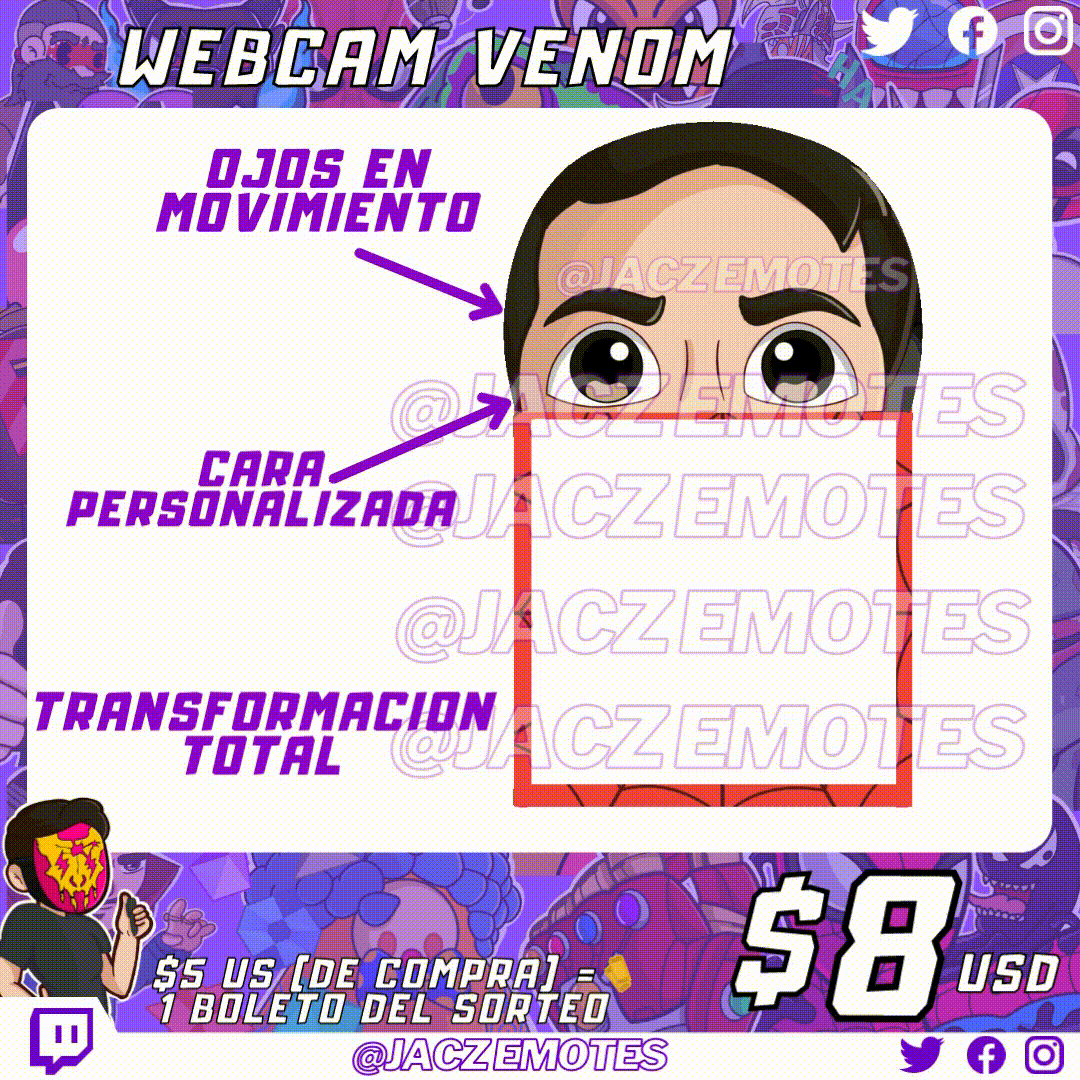 WEBCAM VENOM
OJOS EN
MOVIMIENTO
@JACZEMOTES
@JACZEMOTES
CARA
PERSONALIZADA
@JACZEMOTES
@JACZEMOTES
TRANSFORMACION
TOTAL
@JACZEMOTES
$5 US (DE COMPRA) =
1 BOLETO DEL SORTEO
$8 USD
@JACZEMOTES